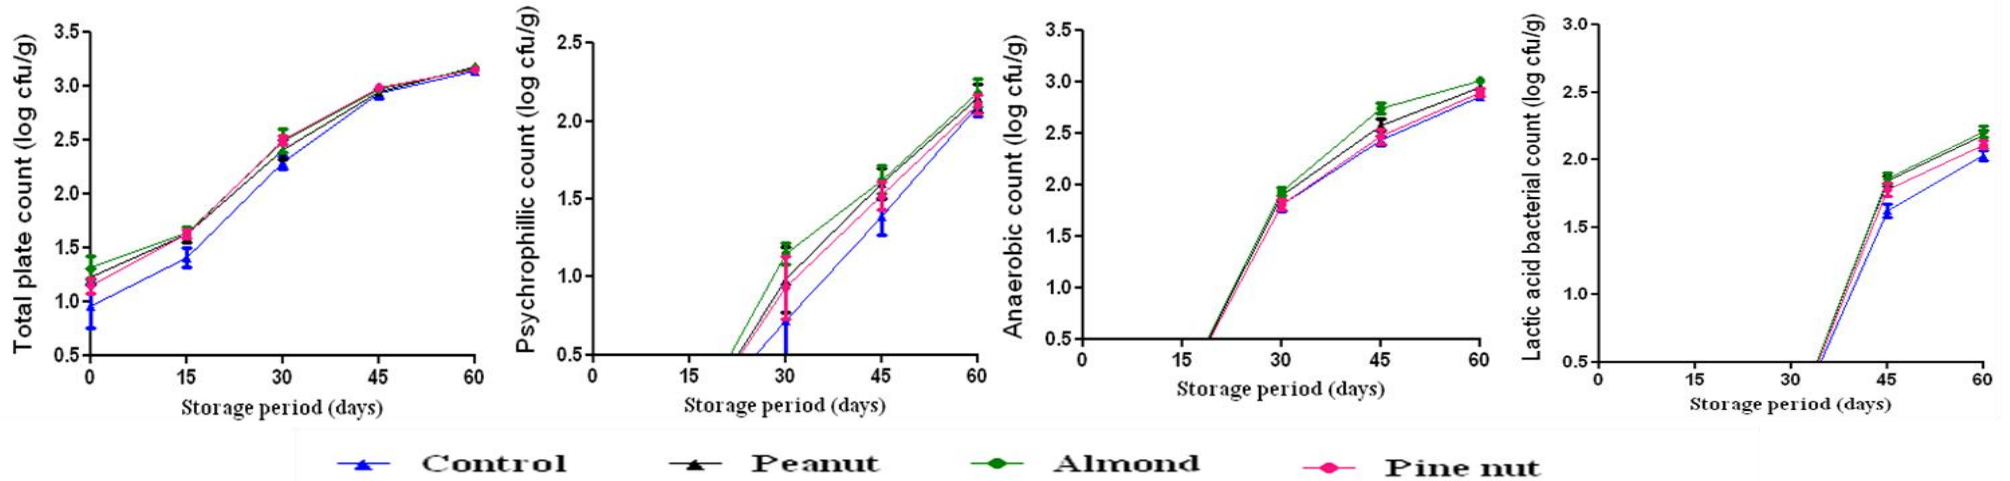 Total plate count (log cfu/g)
3.5
3.0
2.5
2.0
1.5
1.0
0.5
0 15 30 45 60
Storage period (days)
Psychrophillic count (log cfu/g)
2.5
2.0
1.5
1.0
0.5
0 15 30 45 60
Storage period (days)
Anaerobic count (log cfu/g)
3.5
3.0
2.5
2.0
1.5
1.0
0.5
0 15 30 45 60
Storage period (days)
Lactic acid bacterial count (log cfu/g)
3.0
2.5
2.0
1.5
1.0
0.5
0 15 30 45 60
Storage period (days)
Control Peanut Almond Pine nut